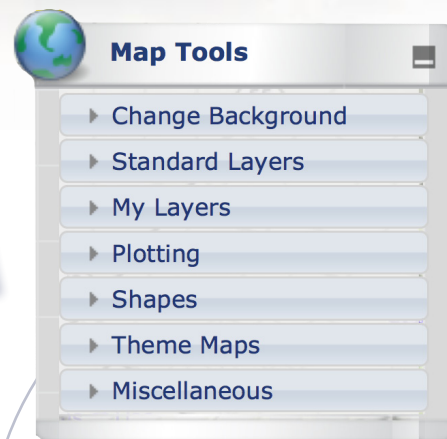 Map Tools
Change Background
Standard Layers
My Layers
Plotting
Shapes
Theme Maps
Miscellaneous